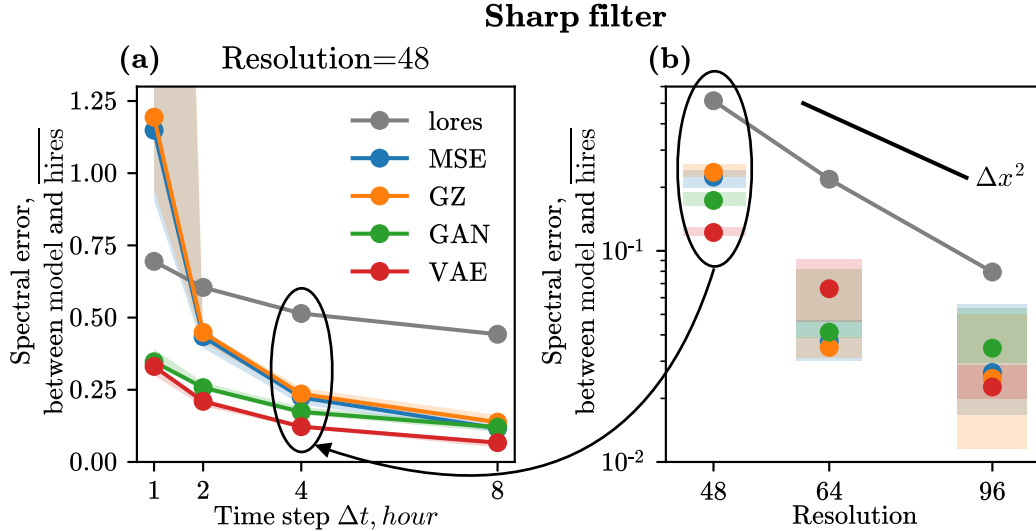 Sharp filter
(a)
Resolution=48
Spectral error,
between model and hires
1.25
1.00
0.75
0.50
0.25
0.00
lores
MSE
GZ
GAN
VAE
1 2 4 8
Time step Δt, hour
(b)
Spectral error,
between model and hires
10⁻¹
10⁻²
Δx²
48 64 96
Resolution